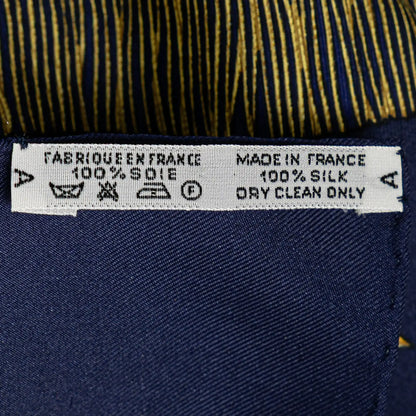 FABRIQUE EN FRANCE
100% SOIE
F
MADE IN FRANCE
100% SILK
DRY CLEAN ONLY
A
A